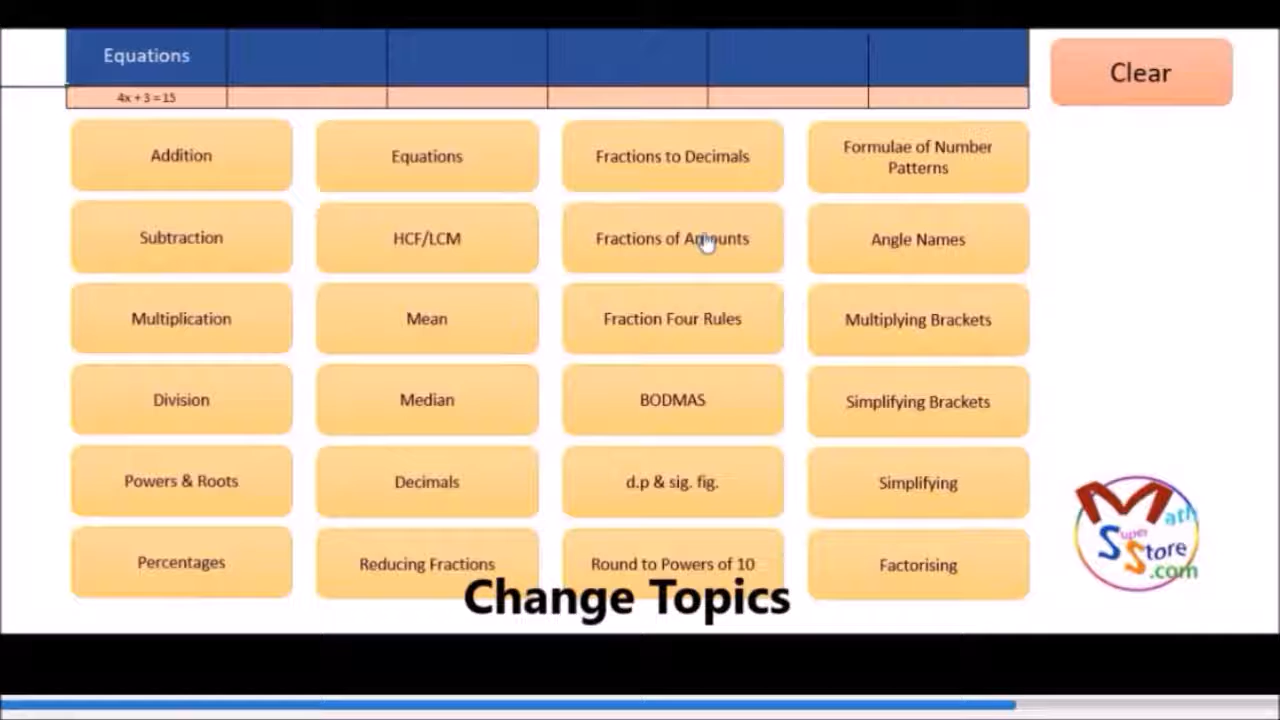 Equations
Clear
4x + 3 = 15
Addition
Equations
Fractions to Decimals
Formulae of Number
Patterns
Subtraction
HCF/LCM
Fractions of Amounts
Angle Names
Multiplication
Mean
Fraction Four Rules
Multiplying Brackets
Division
Median
BODMAS
Simplifying Brackets
Powers & Roots
Decimals
d.p & sig. fig.
Simplifying
Percentages
Reducing Fractions
Round to Powers of 10
Factorising
Math
Super
Store
.com
Change Topics